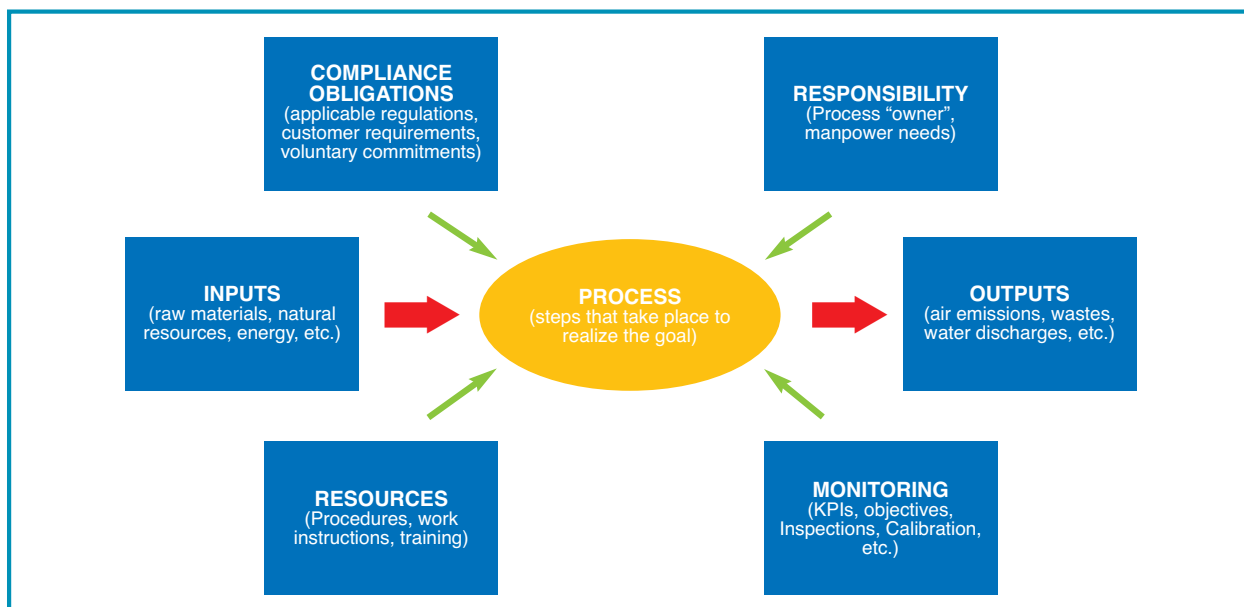 COMPLIANCE
OBLIGATIONS
(applicable regulations,
customer requirements,
voluntary commitments)
RESPONSIBILITY
(Process “owner”,
manpower needs)
INPUTS
(raw materials, natural
resources, energy, etc.)
PROCESS
(steps that take place to
realize the goal)
OUTPUTS
(air emissions, wastes,
water discharges, etc.)
RESOURCES
(Procedures, work
instructions, training)
MONITORING
(KPIs, objectives,
Inspections, Calibration,
etc.)